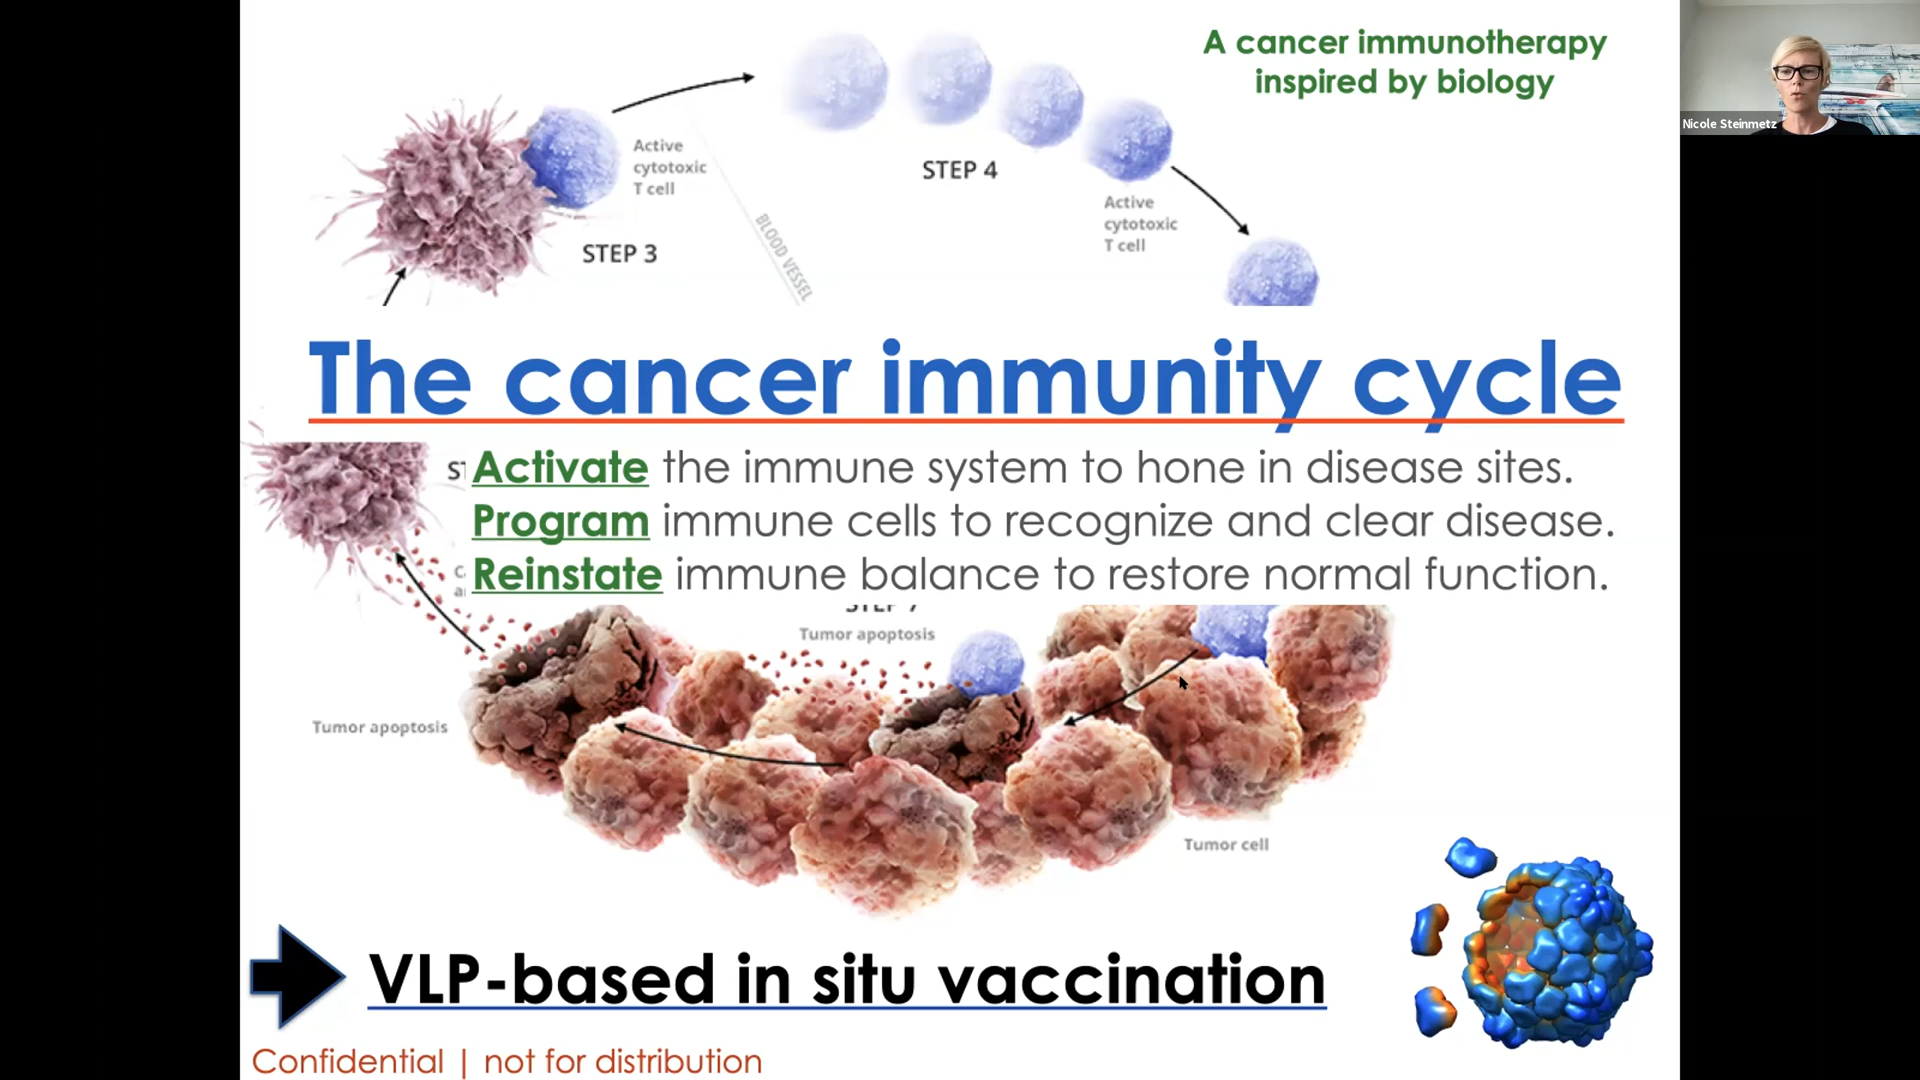 A cancer immunotherapy
inspired by biology
Nicole Steinmetz
Active
cytotoxic
T cell
STEP 3
BLOOD VESSEL
STEP 4
Active
cytotoxic
T cell
The cancer immunity cycle
Activate the immune system to hone in disease sites.
Program immune cells to recognize and clear disease.
Reinstate immune balance to restore normal function.
Tumor apoptosis
Tumor apoptosis
Tumor cell
VLP-based in situ vaccination
Confidential | not for distribution